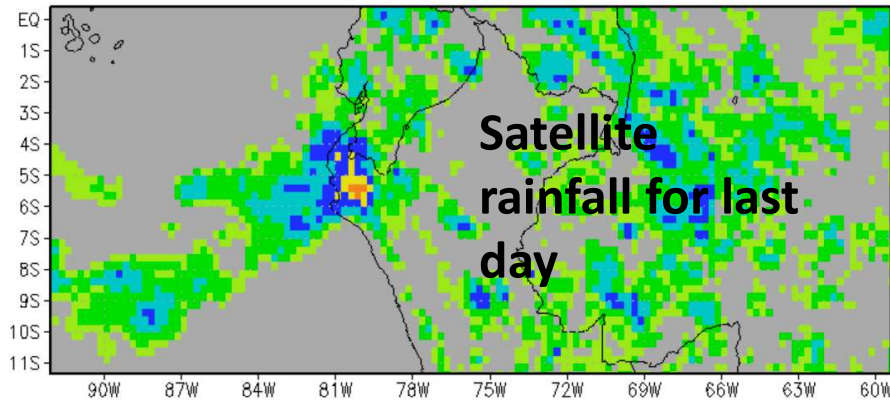 EQ
1S
2S
3S
4S
5S
6S
7S
8S
9S
10S
11S
Satellite
rainfall for last
day
90W 87W 84W 81W 78W 75W 72W 69W 66W 63W 60W